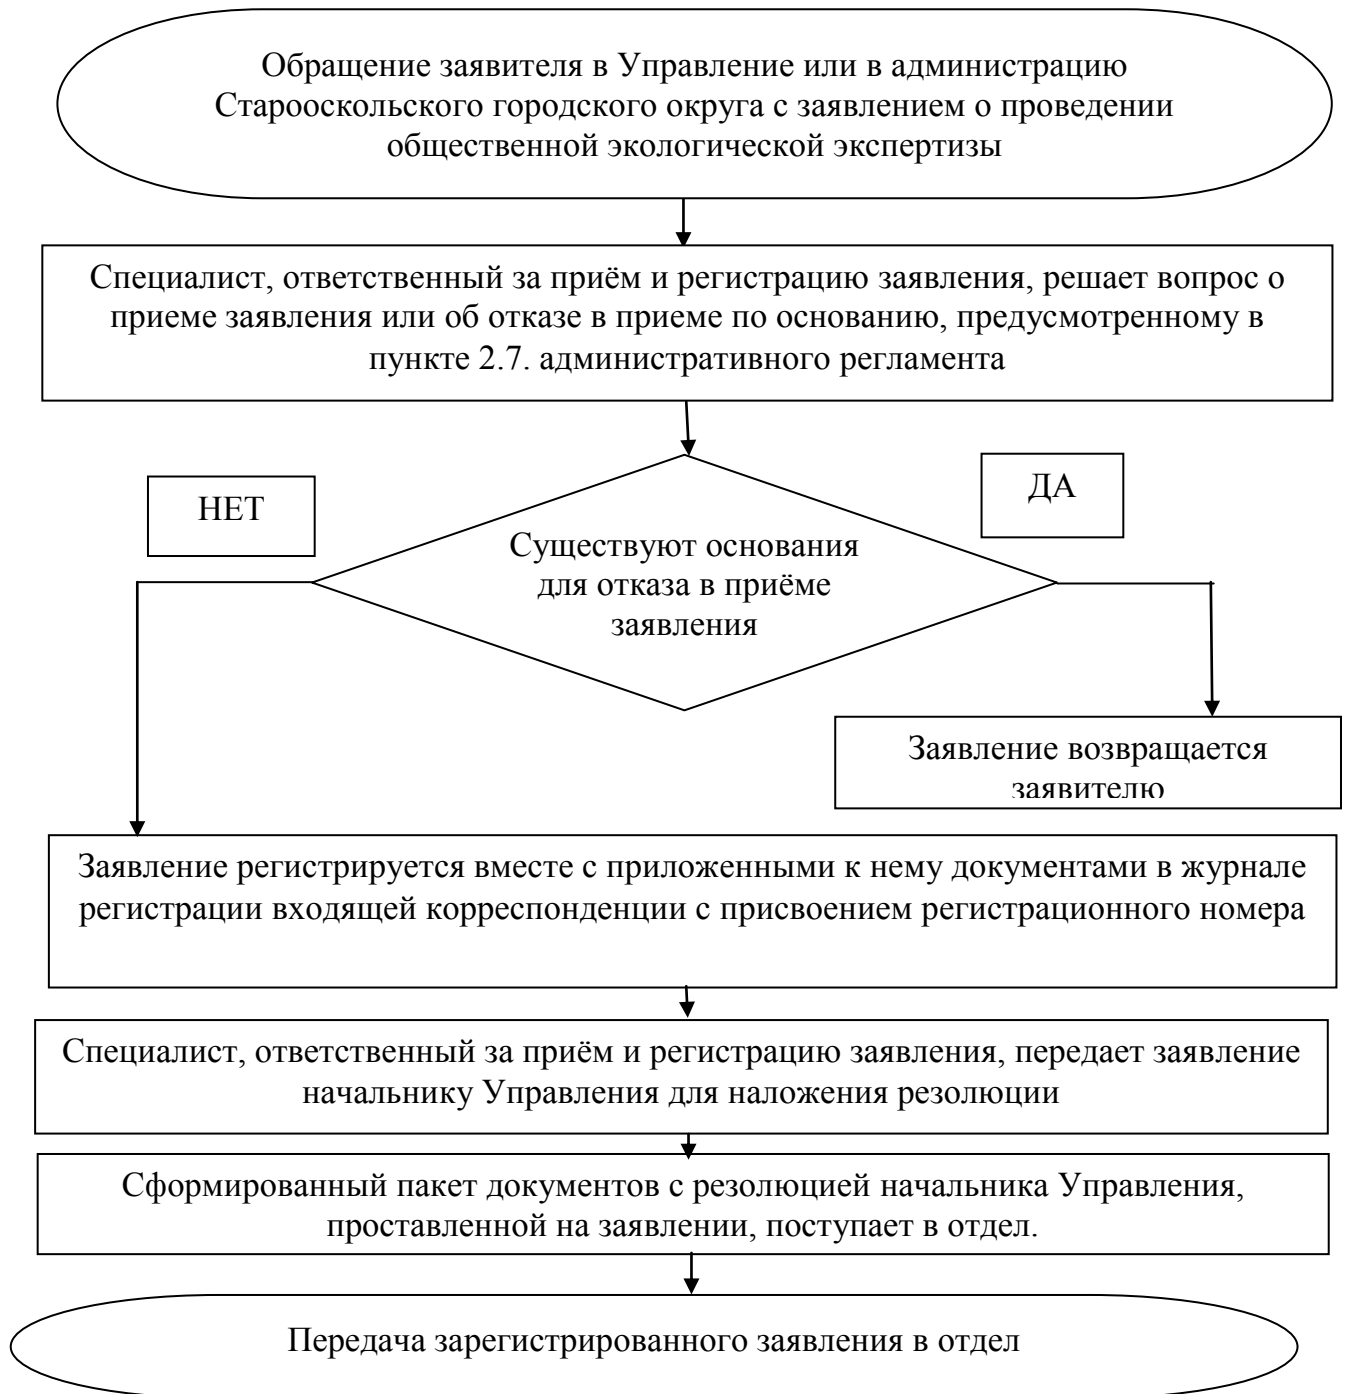 Обращение заявителя в Управление или в администрацию
Старооскольского городского округа с заявлением о проведении
общественной экологической экспертизы
Специалист, ответственный за приём и регистрацию заявления, решает вопрос о
приеме заявления или об отказе в приеме по основанию, предусмотренному в
пункте 2.7. административного регламента
НЕТ
ДА
Существуют основания
для отказа в приёме
заявления
Заявление возвращается
заявителю
Заявление регистрируется вместе с приложенными к нему документами в журнале
регистрации входящей корреспонденции с присвоением регистрационного номера
Специалист, ответственный за приём и регистрацию заявления, передает заявление
начальнику Управления для наложения резолюции
Сформированный пакет документов с резолюцией начальника Управления,
проставленной на заявлении, поступает в отдел.
Передача зарегистрированного заявления в отдел